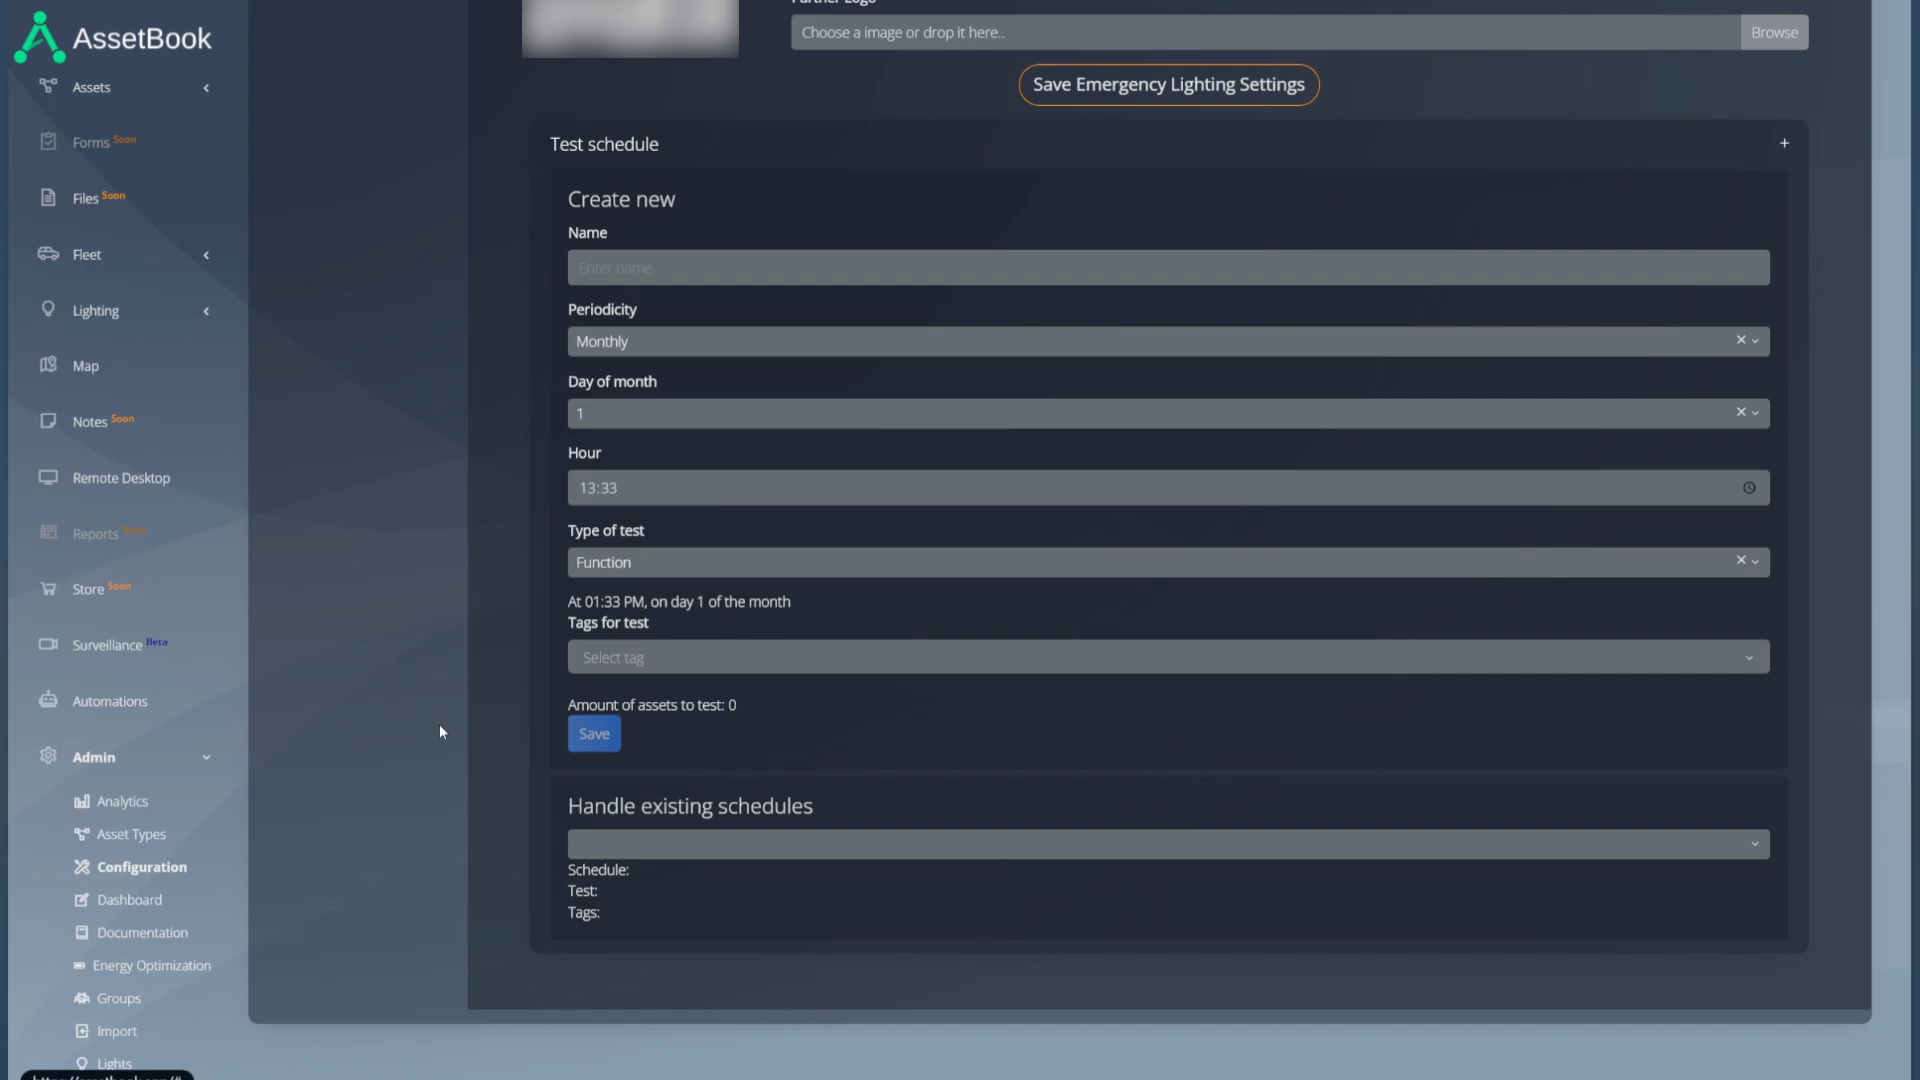 AssetBook
Assets
Forms Soon
Files Soon
Fleet
Lighting
Map
Notes Soon
Remote Desktop
Reports Soon
Store Soon
Surveillance Beta
Automations
Admin
Analytics
Asset Types
Configuration
Dashboard
Documentation
Energy Optimization
Groups
Import
Lights
Choose a image or drop it here..
Browse
Save Emergency Lighting Settings
Test schedule
+
Create new
Name
Enter name
Periodicity
Monthly
Day of month
1
Hour
13:33
Type of test
Function
At 01:33 PM, on day 1 of the month
Tags for test
Select tag
Amount of assets to test: 0
Save
Handle existing schedules
Schedule:
Test:
Tags: